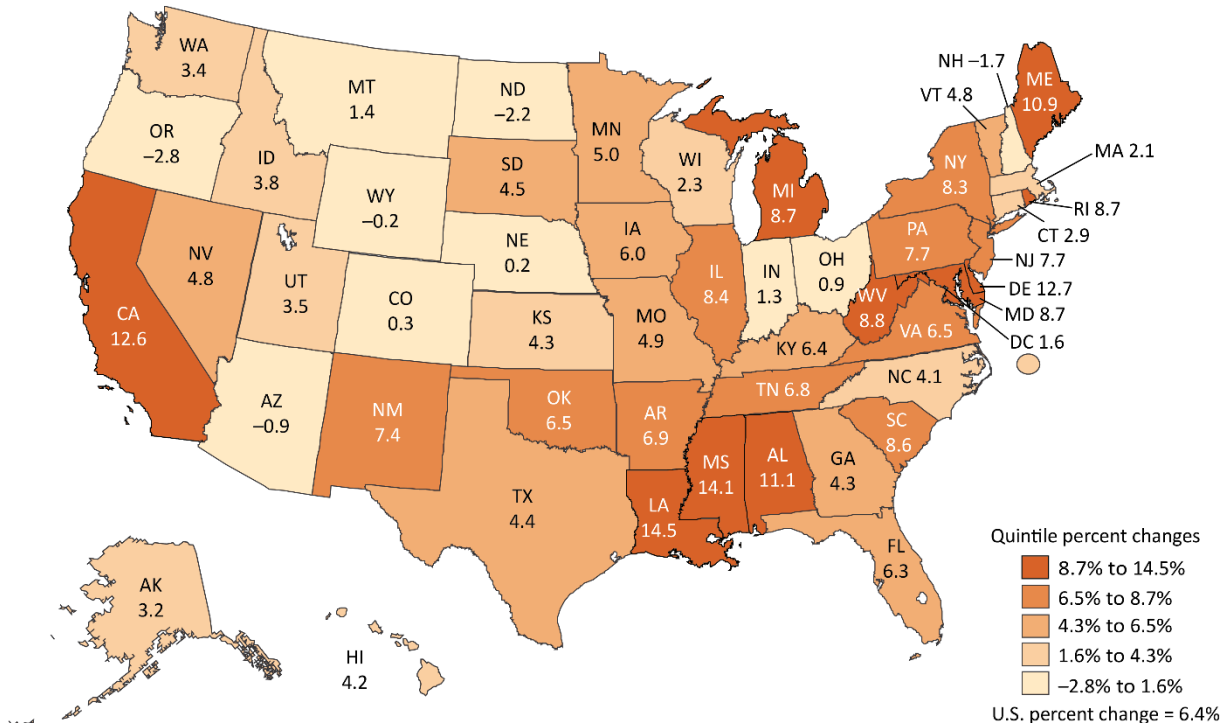 WA
3.4
MT
1.4
ND
–2.2
MN
5.0
NH –1.7
VT 4.8
ME
10.9
OR
–2.8
ID
3.8
SD
4.5
WI
2.3
MI
8.7
NY
8.3
MA 2.1
RI 8.7
CT 2.9
WY
–0.2
NV
4.8
UT
3.5
CO
0.3
NE
0.2
IA
6.0
IL
8.4
IN
1.3
OH
0.9
PA
7.7
NJ 7.7
DE 12.7
MD 8.7
DC 1.6
CA
12.6
KS
4.3
MO
4.9
WV
8.8
VA 6.5
KY 6.4
AZ
–0.9
NM
7.4
OK
6.5
AR
6.9
TN 6.8
NC 4.1
SC
8.6
TX
4.4
LA
14.5
MS
14.1
AL
11.1
GA
4.3
FL
6.3
AK
3.2
HI
4.2
Quintile percent changes
8.7% to 14.5%
6.5% to 8.7%
4.3% to 6.5%
1.6% to 4.3%
–2.8% to 1.6%
U.S. percent change = 6.4%